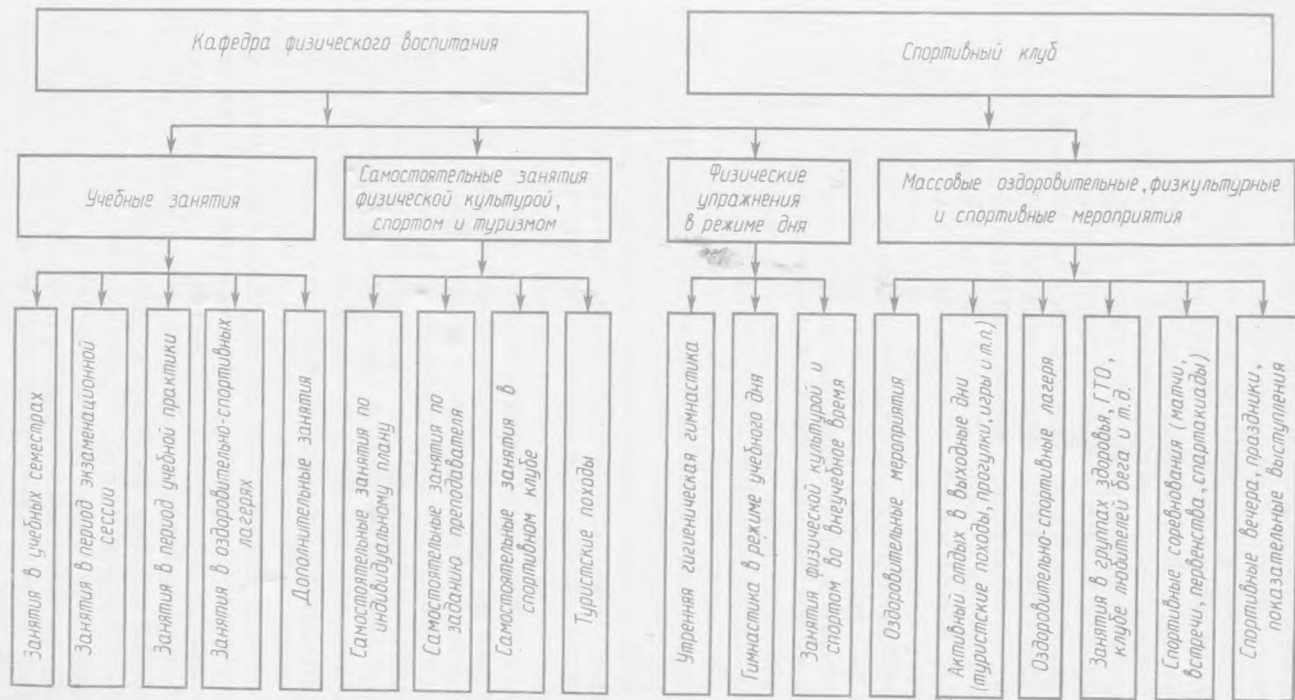 Кафедра физического воспитания
Спортивный клуб
Учебные занятия
Самостоятельные занятия
физической культурой,
спортом и туризмом
Физические
упражнения
в режиме дня
Массовые оздоровительные, физкультурные
и спортивные мероприятия
Занятия в учебных семестрах
Занятия в период экзаменационной
сессии
Занятия в период учебной практики
Занятия в оздоровительно-спортивных
лагерях
Дополнительные занятия
Самостоятельные занятия по
индивидуальному плану
Самостоятельные занятия по
заданию преподавателя
Самостоятельные занятия в
спортивном клубе
Туристские походы
Утренняя гигиеническая гимнастика
Гимнастика в режиме учебного дня
Занятия физической культурой и
спортом во внеучебное время
Оздоровительные мероприятия
Активный отдых в выходные дни
(туристские походы, прогулки, игры и т.п.)
Оздоровительно-спортивные лагеря
Занятия в группах здоровья, ГТО,
клубе любителей бега и т.д.
Спортивные соревнования (матчи,
встречи, первенства, спартакиады)
Спортивные вечера, праздники,
показательные выступления